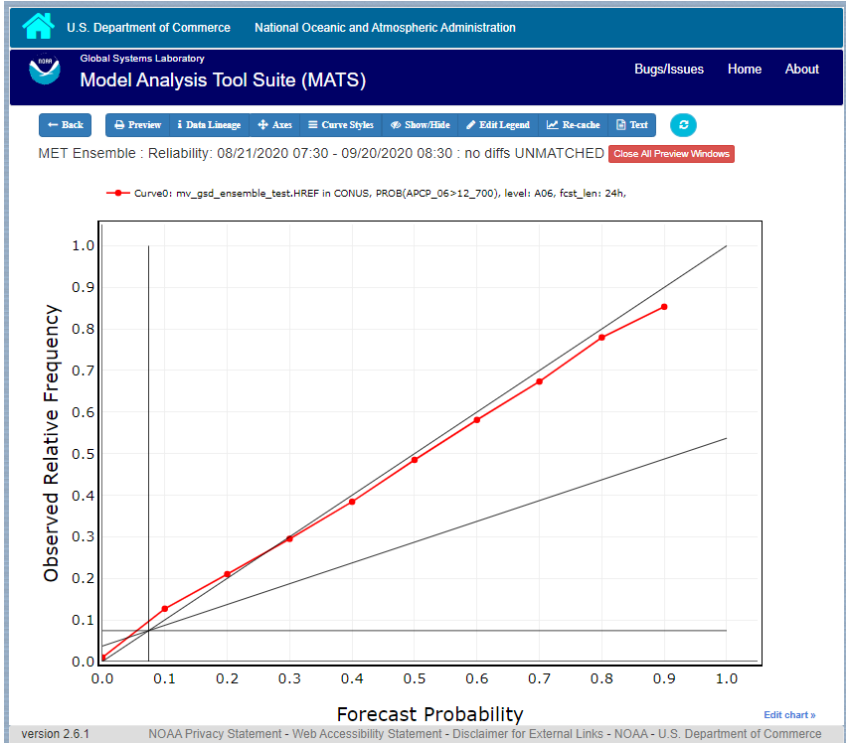 U.S. Department of Commerce National Oceanic and Atmospheric Administration
NOAA
Global Systems Laboratory
Model Analysis Tool Suite (MATS)
Bugs/Issues Home About
← Back Preview i Data Lineage Axes Curve Styles Show/Hide Edit Legend Re-cache Text
MET Ensemble : Reliability: 08/21/2020 07:30 - 09/20/2020 08:30 : no diffs UNMATCHED Close All Preview Windows
Curve0: mv_gsd_ensemble_test.HREF in CONUS, PROB(APCP_06>12_700), level: A06, fcst_len: 24h,
1.0
0.9
0.8
0.7
0.6
0.5
0.4
0.3
0.2
0.1
0.0
Observed Relative Frequency
0.0 0.1 0.2 0.3 0.4 0.5 0.6 0.7 0.8 0.9 1.0
Forecast Probability
Edit chart »
version 2.6.1 NOAA Privacy Statement - Web Accessibility Statement - Disclaimer for External Links - NOAA - U.S. Department of Commerce